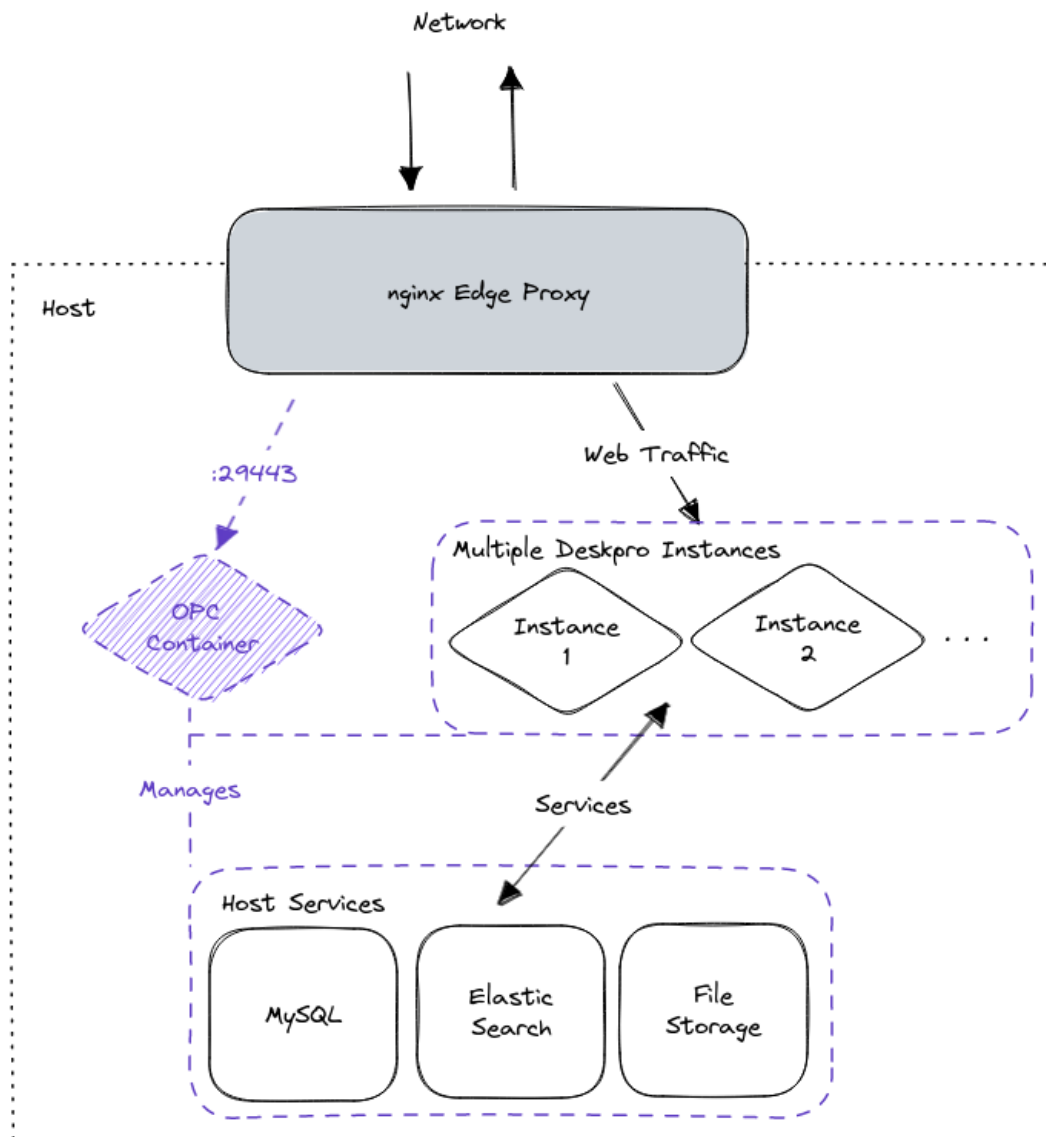 Network
nginx Edge Proxy
Host
Web Traffic
:29443
Multiple Deskpro Instances
OPC
Container
Instance
1
Instance
2
. . .
Manages
Services
Host Services
MySQL
Elastic
Search
File
Storage